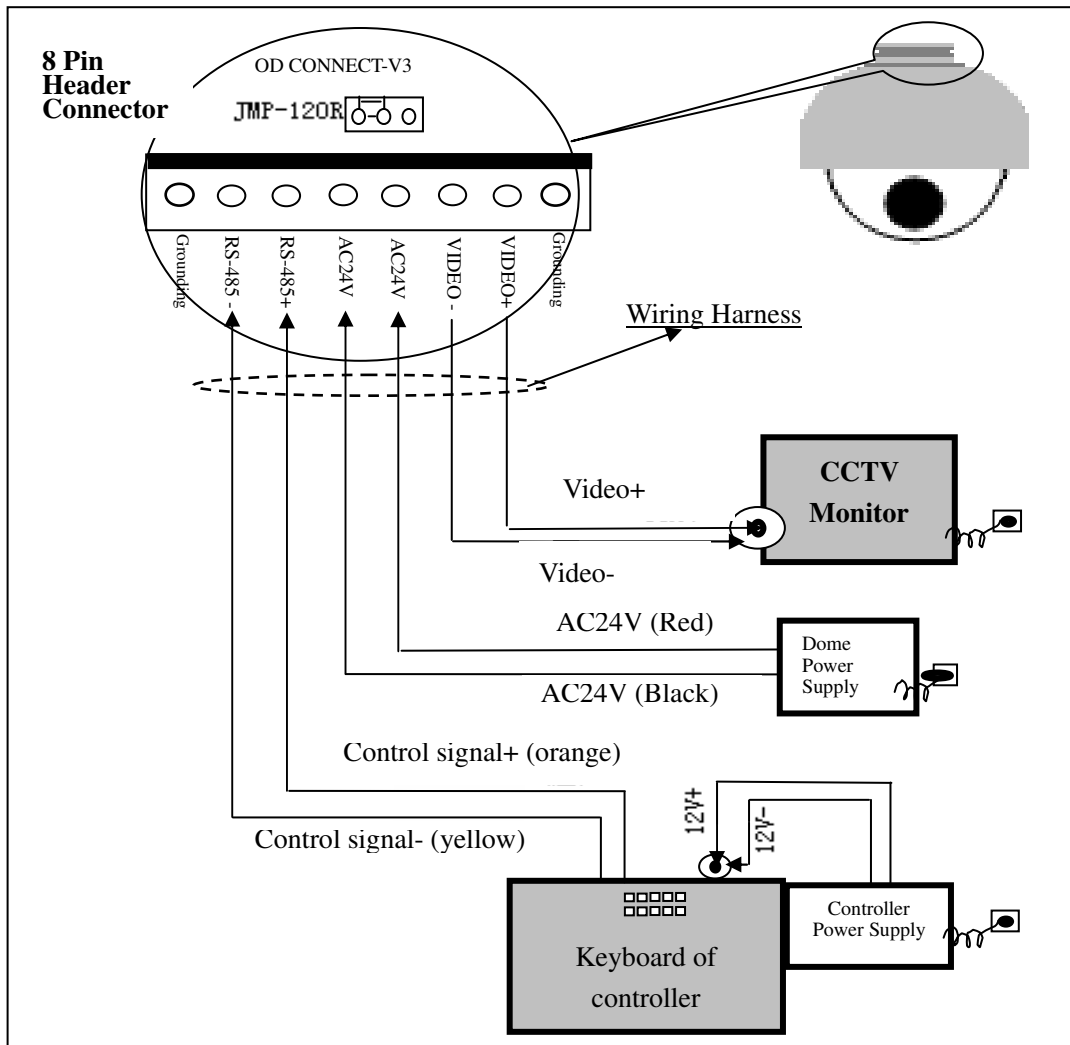 8 Pin
Header
Connector
OD CONNECT-V3
JMP-120R
Grounding
RS-485 -
RS-485+
AC24V
AC24V
VIDEO -
VIDEO+
Grounding
Wiring Harness
CCTV
Monitor
Video+
Video-
AC24V (Red)
Dome
Power
Supply
AC24V (Black)
Control signal+ (orange)
12V+
12V-
Control signal- (yellow)
Controller
Power Supply
Keyboard of
controller